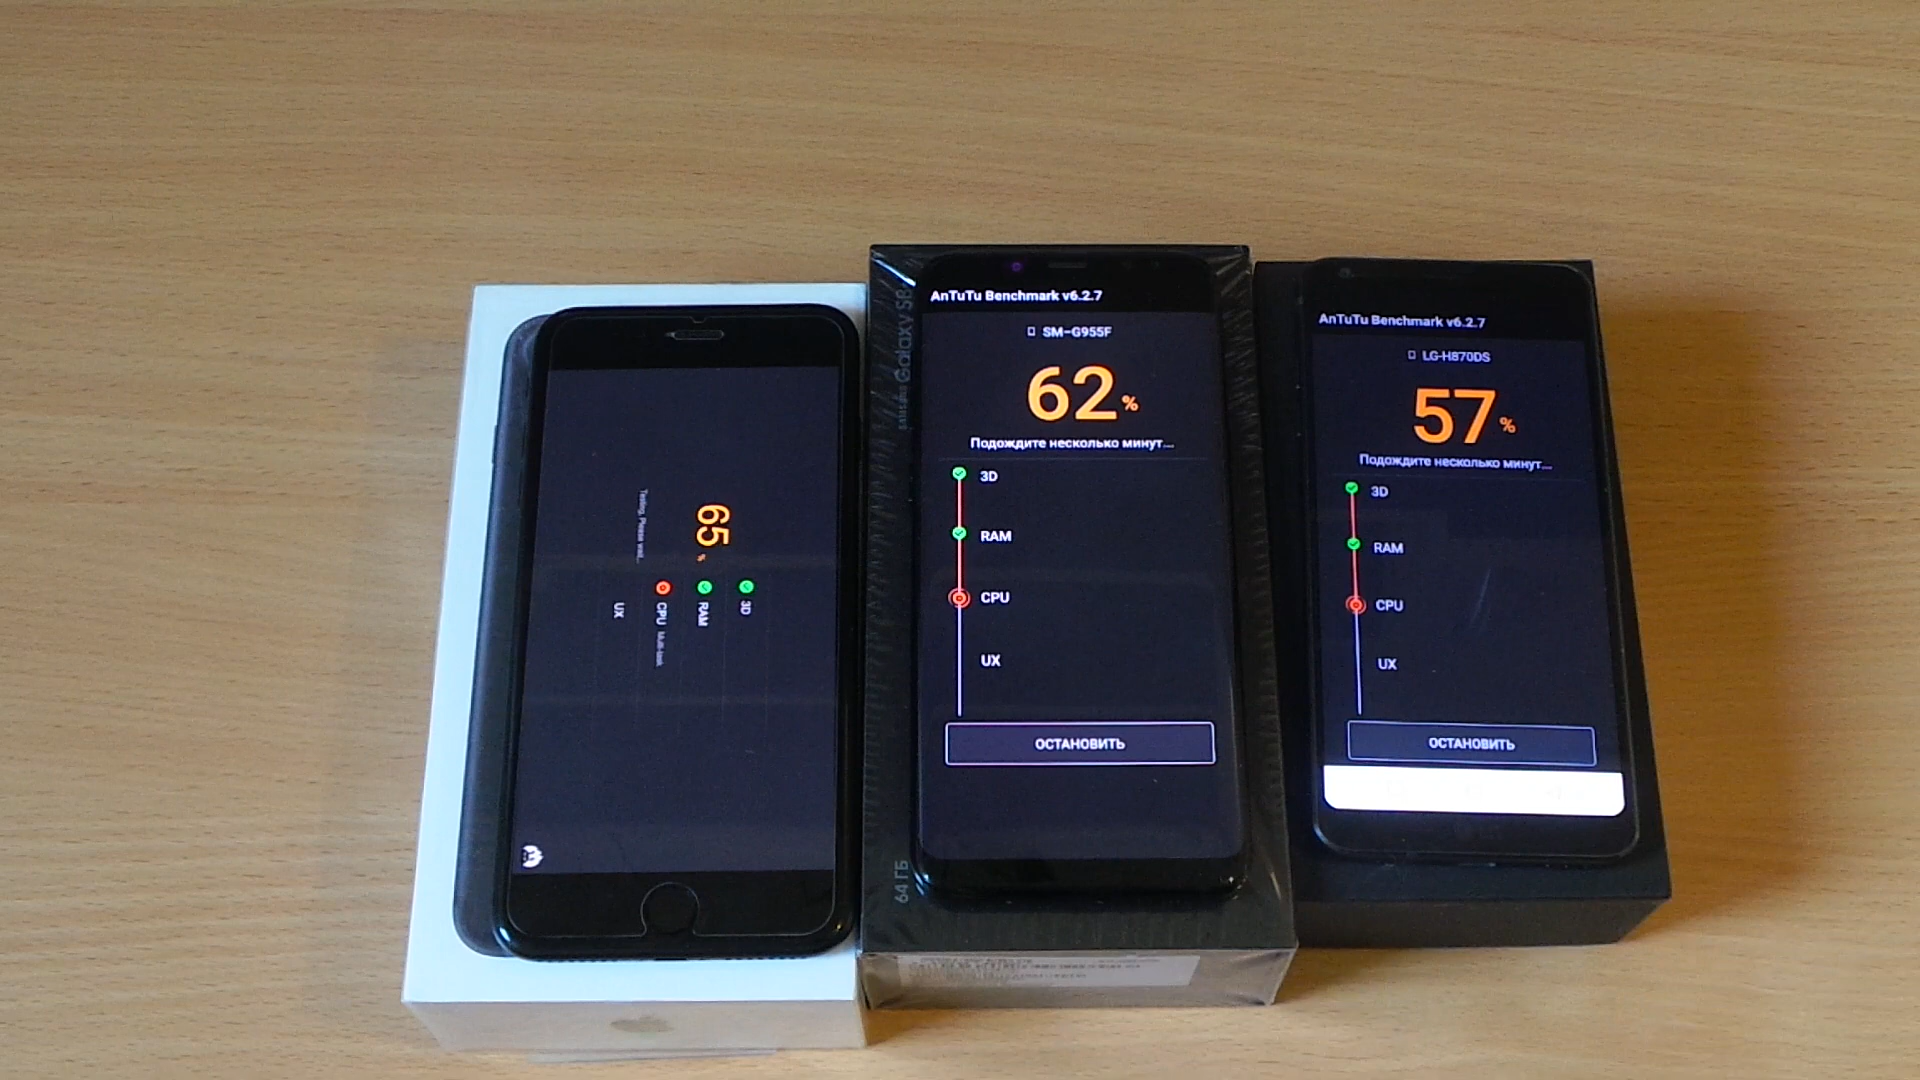 65 %
Testing. Please wait...
3D
RAM
CPU Multi-task
UX
SAMSUNG Galaxy S8+
64 ГБ
AnTuTu Benchmark v6.2.7
SM-G955F
62 %
Подождите несколько минут...
3D
RAM
CPU
UX
ОСТАНОВИТЬ
AnTuTu Benchmark v6.2.7
LG-H870DS
57 %
Подождите несколько минут...
3D
RAM
CPU
UX
ОСТАНОВИТЬ